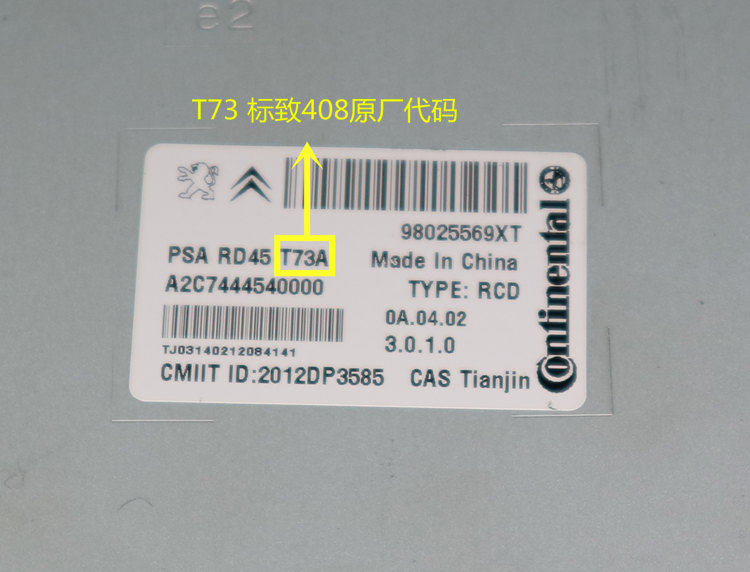 e2
T73 标致408原厂代码
98025569XT
PSA RD45 T73A
Made In China
A2C7444540000
TYPE: RCD
0A.04.02
3.0.1.0
TJ03140212084141
CMIIT ID:2012DP3585
CAS Tianjin
Continental